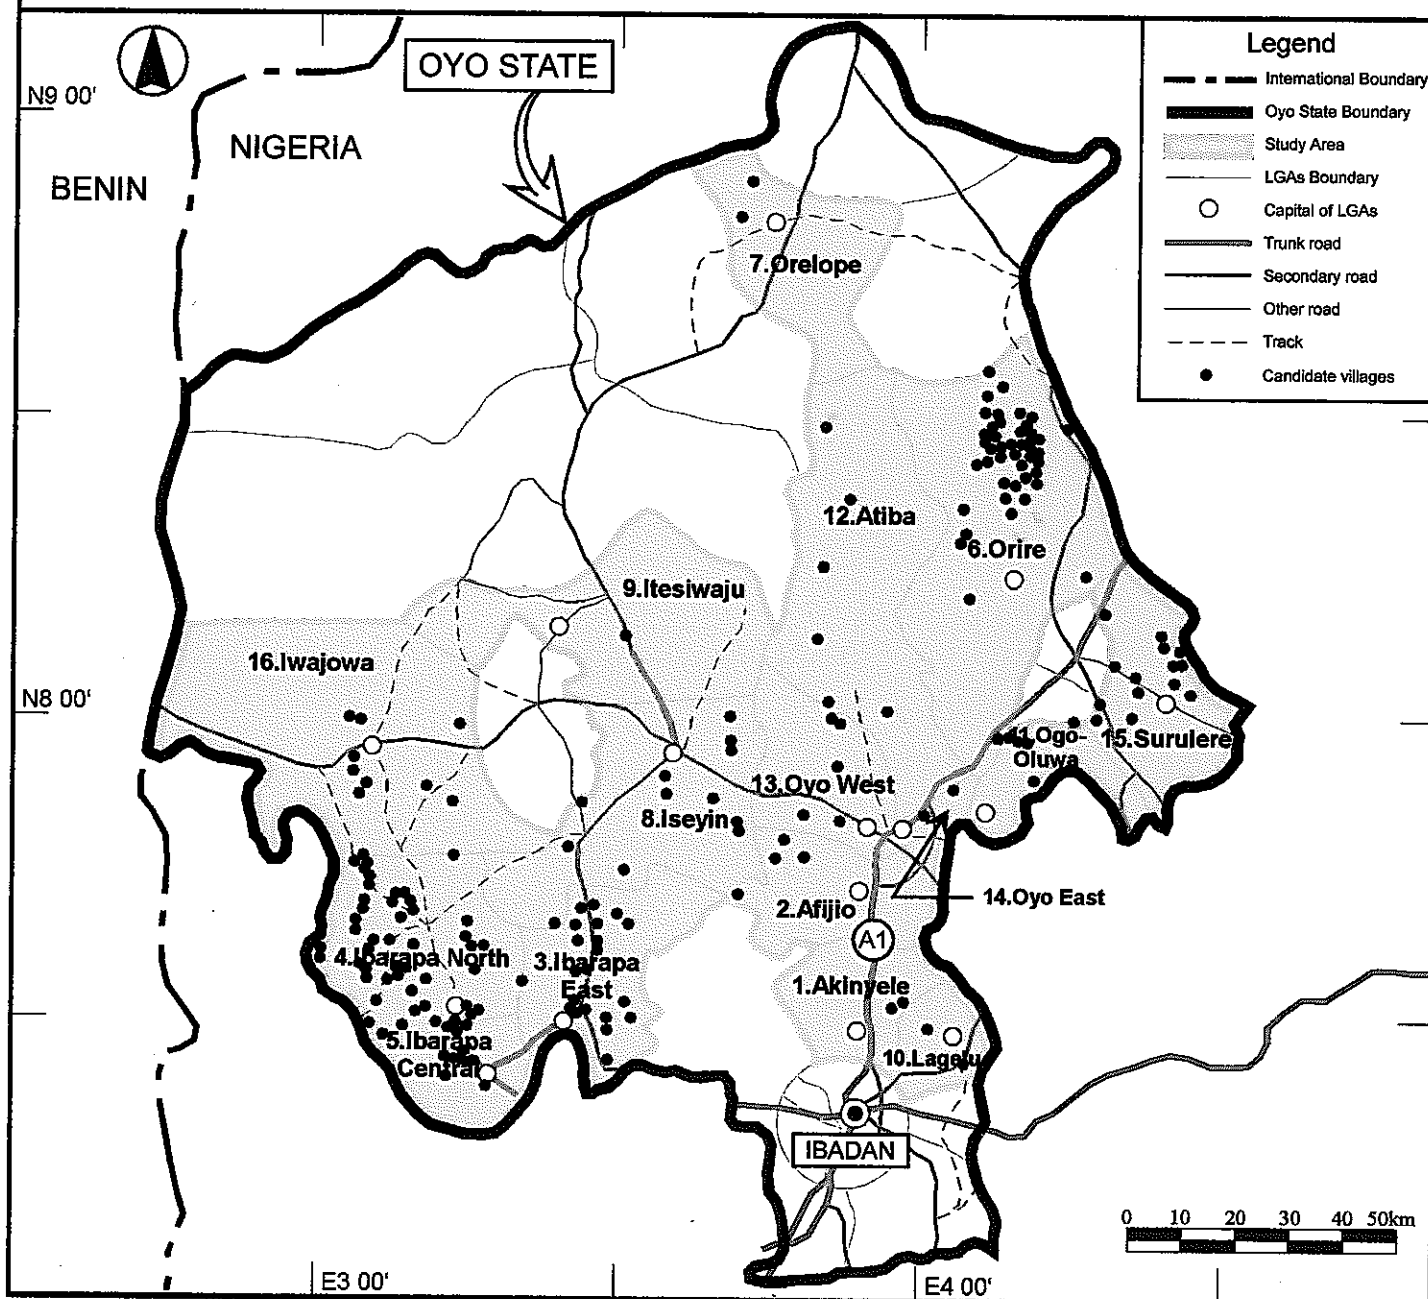 OYO STATE
N9 00'
NIGERIA
BENIN
Legend
International Boundary
Oyo State Boundary
Study Area
LGAs Boundary
Capital of LGAs
Trunk road
Secondary road
Other road
Track
Candidate villages
7.Orelope
12.Atiba
6.Orire
9.Itesiwaju
16.Iwajowa
N8 00'
11.Ogo-
Oluwa
15.Surulere
13.Oyo West
8.Iseyin
14.Oyo East
2.Afijio
A1
4.Ibarapa North
3.Ibarapa
East
1.Akinyele
5.Ibarapa
Central
10.Lagelu
IBADAN
0 10 20 30 40 50km
E3 00'
E4 00'